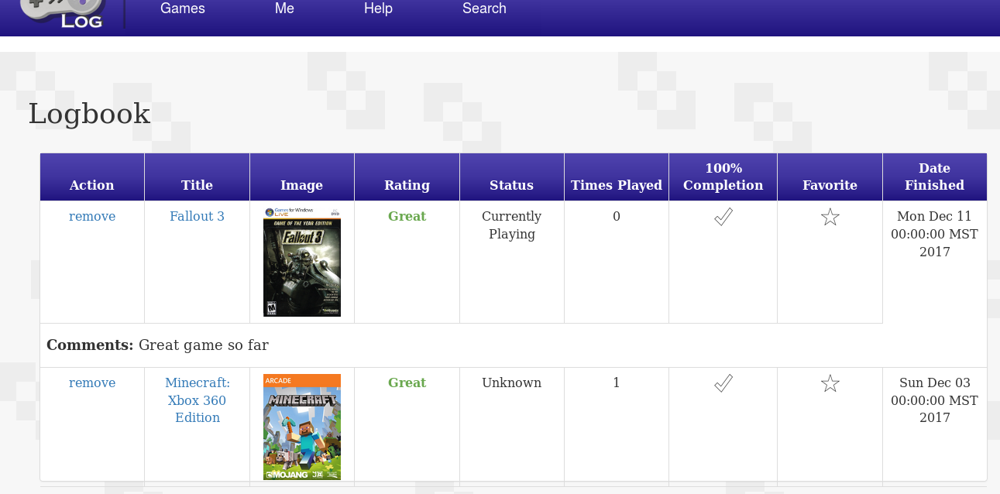 LOG
Games
Me
Help
Search
Logbook
Action
Title
Image
Rating
Status
Times Played
100%
Completion
Favorite
Date
Finished
remove
Fallout 3
Games for Windows
LIVE
DVD
GAME OF THE YEAR EDITION
Fallout 3
M
Great
Currently
Playing
0
Mon Dec 11
00:00:00 MST
2017
Comments: Great game so far
remove
Minecraft:
Xbox 360
Edition
ARCADE
MINECRAFT
MOJANG
Great
Unknown
1
Sun Dec 03
00:00:00 MST
2017